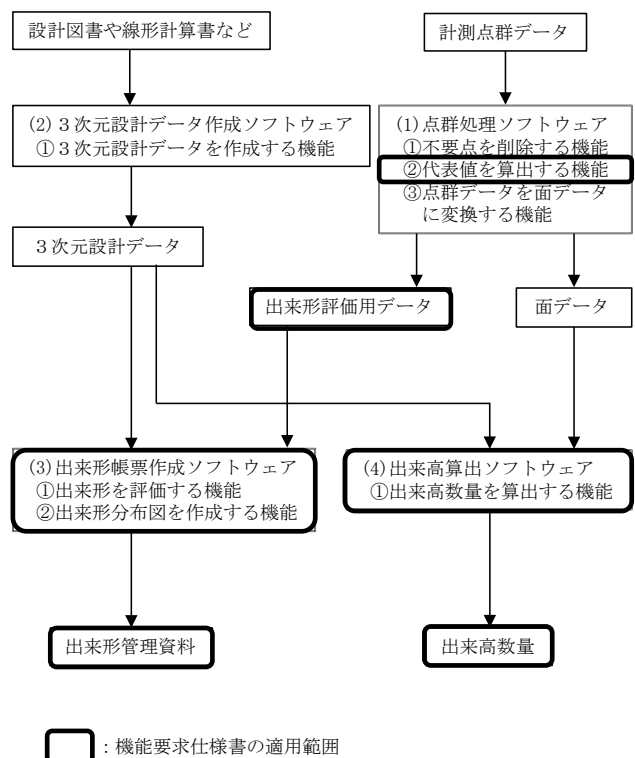 設計図書や線形計算書など
計測点群データ
(2)３次元設計データ作成ソフトウェア
①３次元設計データを作成する機能
(1)点群処理ソフトウェア
①不要点を削除する機能
②代表値を算出する機能
③点群データを面データ
に変換する機能
３次元設計データ
出来形評価用データ
面データ
(3)出来形帳票作成ソフトウェア
①出来形を評価する機能
②出来形分布図を作成する機能
(4)出来高算出ソフトウェア
①出来高数量を算出する機能
出来形管理資料
出来高数量
：機能要求仕様書の適用範囲